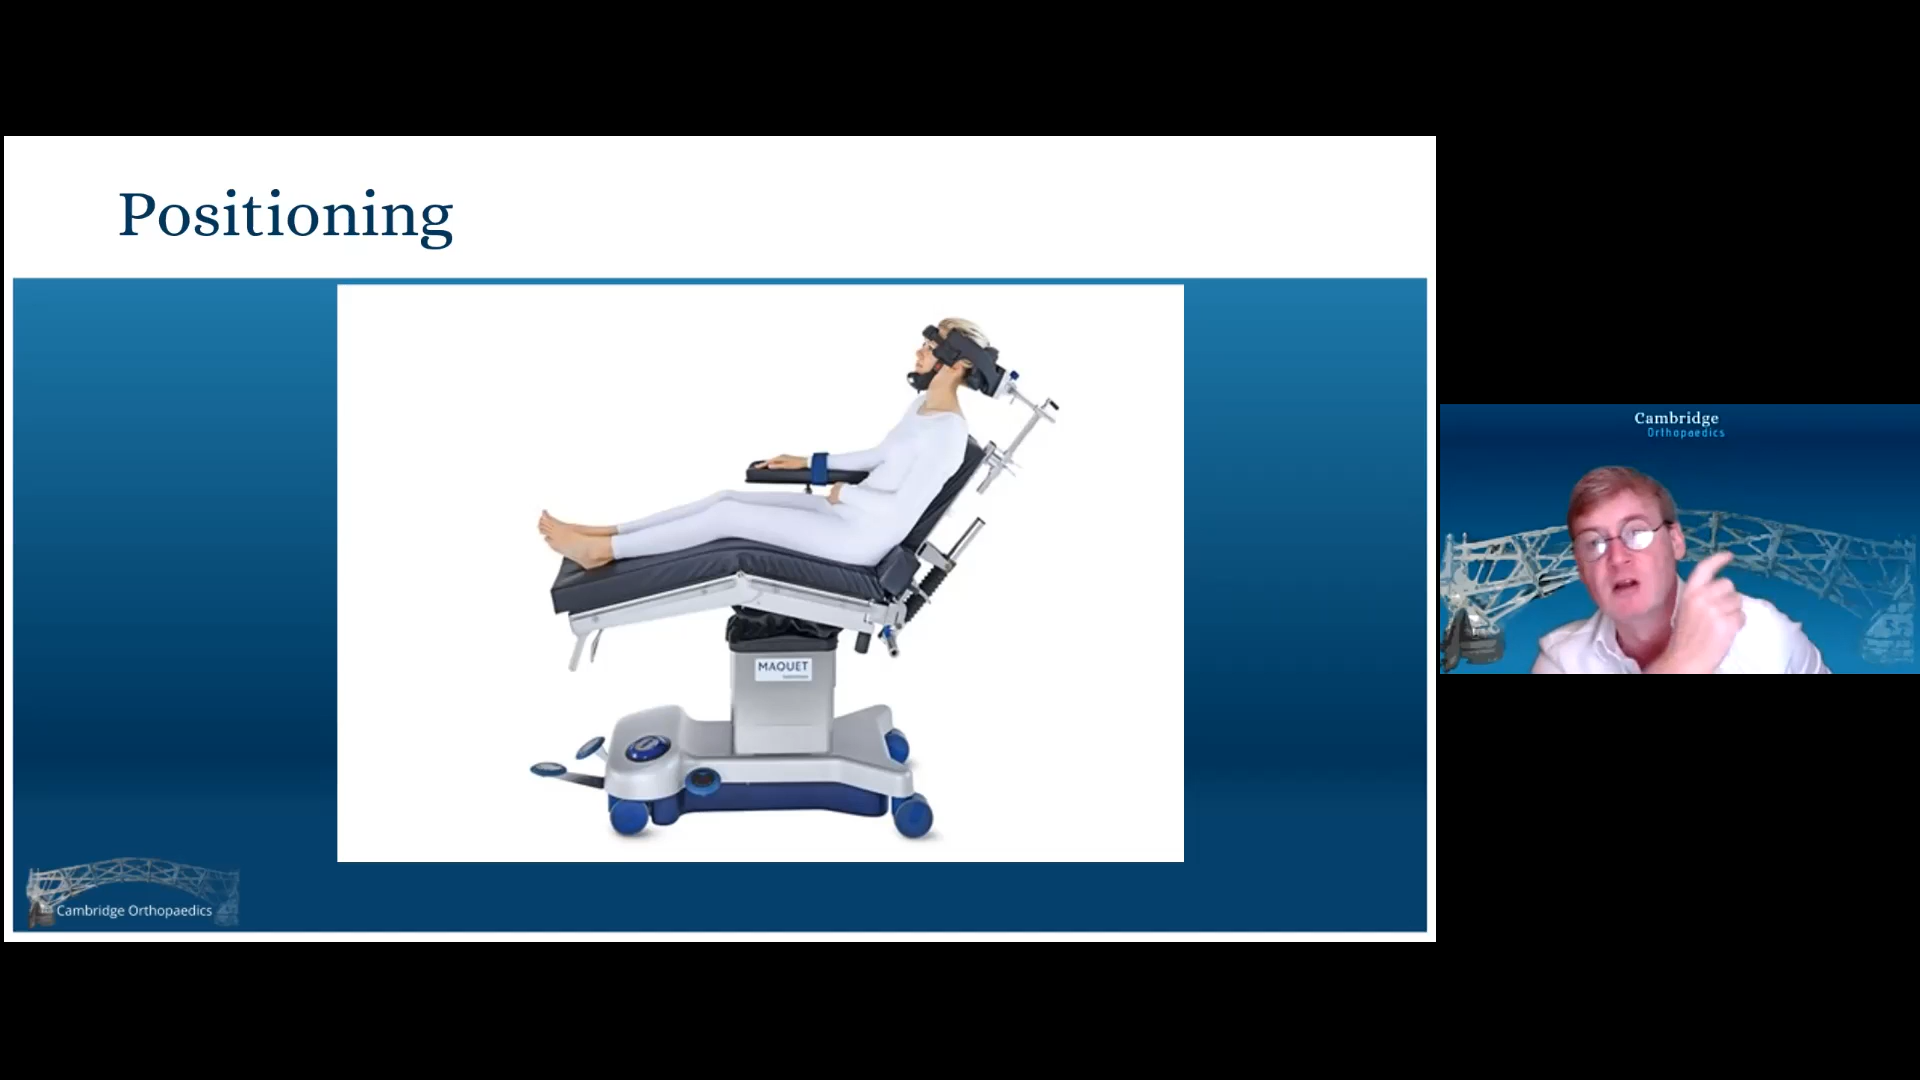 Positioning
MAQUET
Cambridge Orthopaedics
Cambridge
Orthopaedics